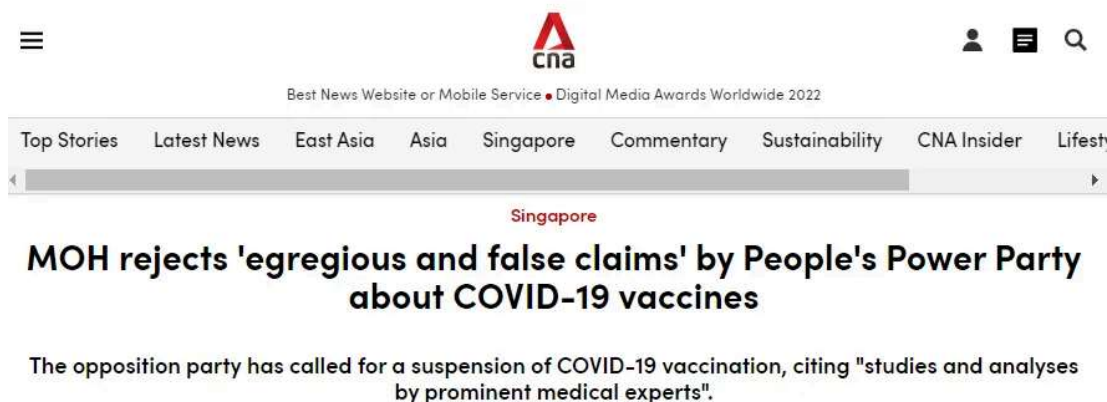 cna
Best News Website or Mobile Service • Digital Media Awards Worldwide 2022
Top Stories Latest News East Asia Asia Singapore Commentary Sustainability CNA Insider Lifesty
Singapore
MOH rejects 'egregious and false claims' by People's Power Party
about COVID-19 vaccines
The opposition party has called for a suspension of COVID-19 vaccination, citing "studies and analyses
by prominent medical experts".